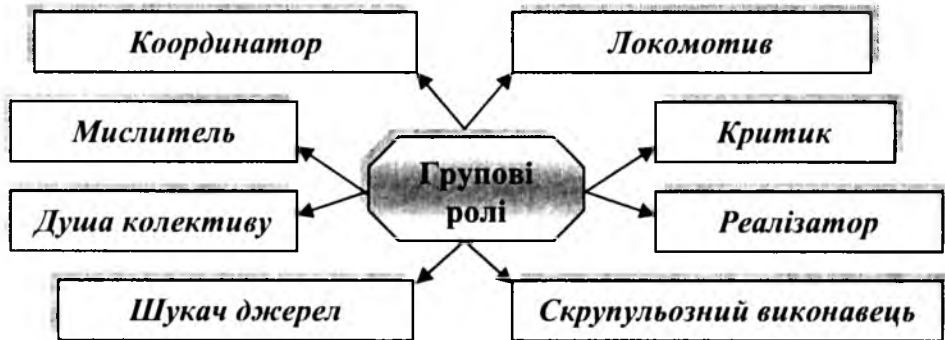 Координатор
Локомотив
Мислитель
Критик
Групові
ролі
Душа колективу
Реалізатор
Шукач джерел
Скрупульозний виконавець